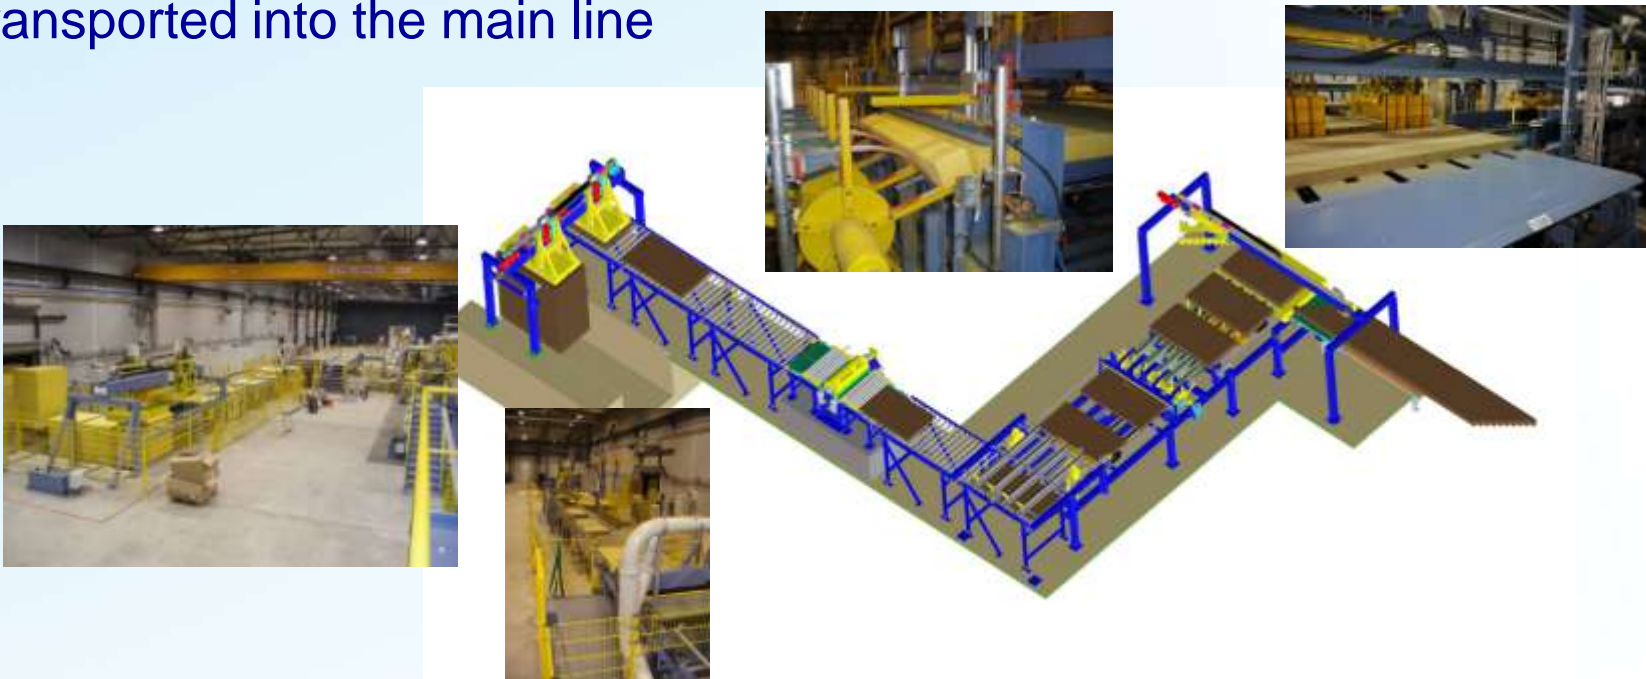 ansported into the main line